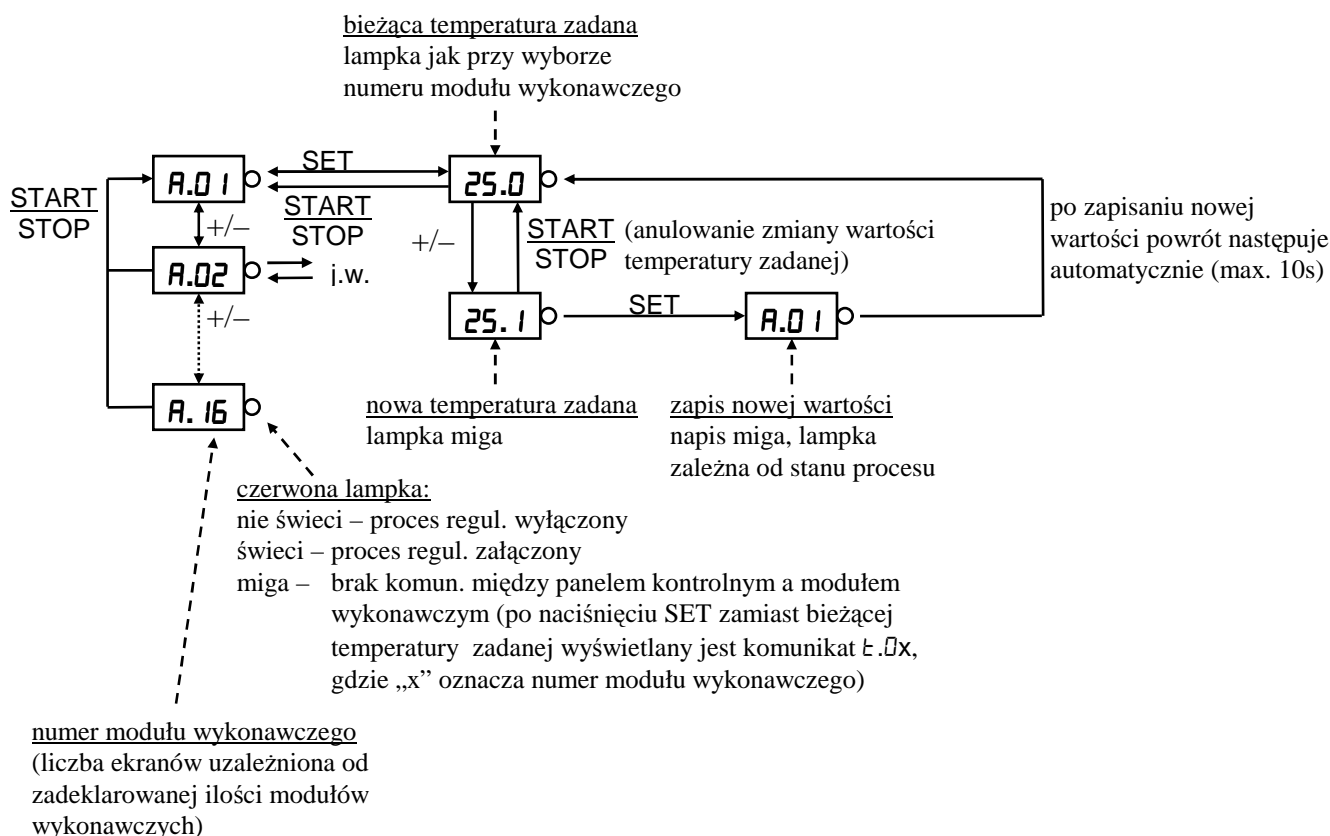 bieżąca temperatura zadana
lampka jak przy wyborze
numeru modułu wykonawczego
A.01
SET
25.0
START
STOP
START
STOP
+/–
+/–
START
STOP
(anulowanie zmiany wartości
temperatury zadanej)
po zapisaniu nowej
wartości powrót następuje
automatycznie (max. 10s)
A.02
j.w.
+/–
25.1
SET
A.01
A.16
nowa temperatura zadana
lampka miga
zapis nowej wartości
napis miga, lampka
zależna od stanu procesu
czerwona lampka:
nie świeci – proces regul. wyłączony
świeci – proces regul. załączony
miga – brak komun. między panelem kontrolnym a modułem
wykonawczym (po naciśnięciu SET zamiast bieżącej
temperatury zadanej wyświetlany jest komunikat t.0x,
gdzie „x” oznacza numer modułu wykonawczego)
numer modułu wykonawczego
(liczba ekranów uzależniona od
zadeklarowanej ilości modułów
wykonawczych)